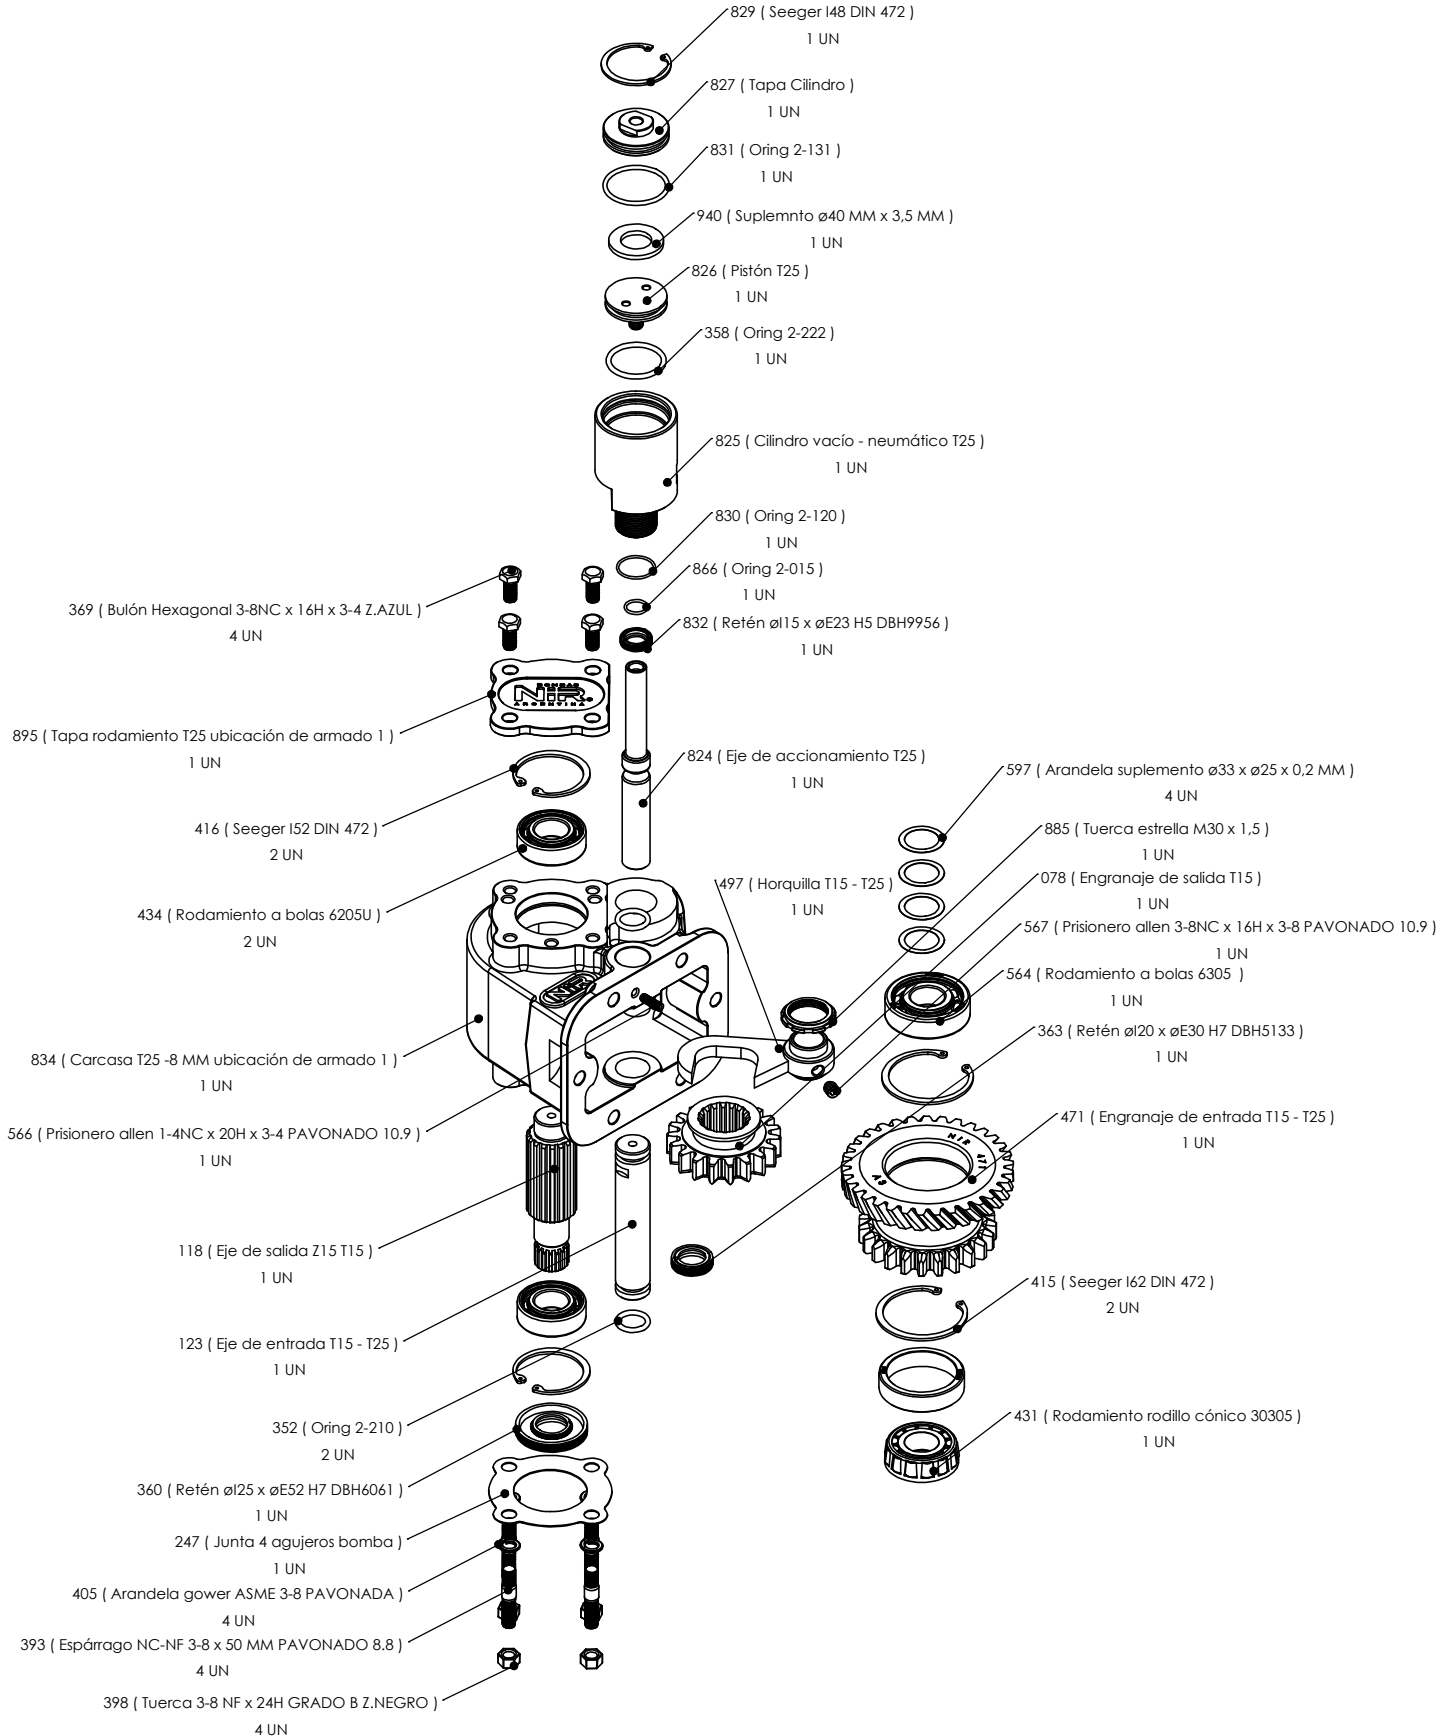 829 ( Seeger I48 DIN 472 )
1 UN
827 ( Tapa Cilindro )
1 UN
831 ( Oring 2-131 )
1 UN
940 ( Suplemnto ø40 MM x 3,5 MM )
1 UN
826 ( Pistón T25 )
1 UN
358 ( Oring 2-222 )
1 UN
825 ( Cilindro vacío - neumático T25 )
1 UN
830 ( Oring 2-120 )
1 UN
866 ( Oring 2-015 )
1 UN
832 ( Retén øI15 x øE23 H5 DBH9956 )
1 UN
369 ( Bulón Hexagonal 3-8NC x 16H x 3-4 Z.AZUL )
4 UN
BOMBAS
NiR
ARGENTINA
895 ( Tapa rodamiento T25 ubicación de armado 1 )
1 UN
824 ( Eje de accionamiento T25 )
1 UN
416 ( Seeger I52 DIN 472 )
2 UN
434 ( Rodamiento a bolas 6205U )
2 UN
597 ( Arandela suplemento ø33 x ø25 x 0,2 MM )
4 UN
885 ( Tuerca estrella M30 x 1,5 )
1 UN
497 ( Horquilla T15 - T25 )
1 UN
078 ( Engranaje de salida T15 )
1 UN
567 ( Prisionero allen 3-8NC x 16H x 3-8 PAVONADO 10.9 )
1 UN
564 ( Rodamiento a bolas 6305 )
1 UN
363 ( Retén øI20 x øE30 H7 DBH5133 )
1 UN
NiR
834 ( Carcasa T25 -8 MM ubicación de armado 1 )
1 UN
566 ( Prisionero allen 1-4NC x 20H x 3-4 PAVONADO 10.9 )
1 UN
471 ( Engranaje de entrada T15 - T25 )
1 UN
NIR 471
A3
118 ( Eje de salida Z15 T15 )
1 UN
415 ( Seeger I62 DIN 472 )
2 UN
123 ( Eje de entrada T15 - T25 )
1 UN
431 ( Rodamiento rodillo cónico 30305 )
1 UN
352 ( Oring 2-210 )
2 UN
360 ( Retén øI25 x øE52 H7 DBH6061 )
1 UN
247 ( Junta 4 agujeros bomba )
1 UN
405 ( Arandela gower ASME 3-8 PAVONADA )
4 UN
393 ( Espárrago NC-NF 3-8 x 50 MM PAVONADO 8.8 )
4 UN
398 ( Tuerca 3-8 NF x 24H GRADO B Z.NEGRO )
4 UN